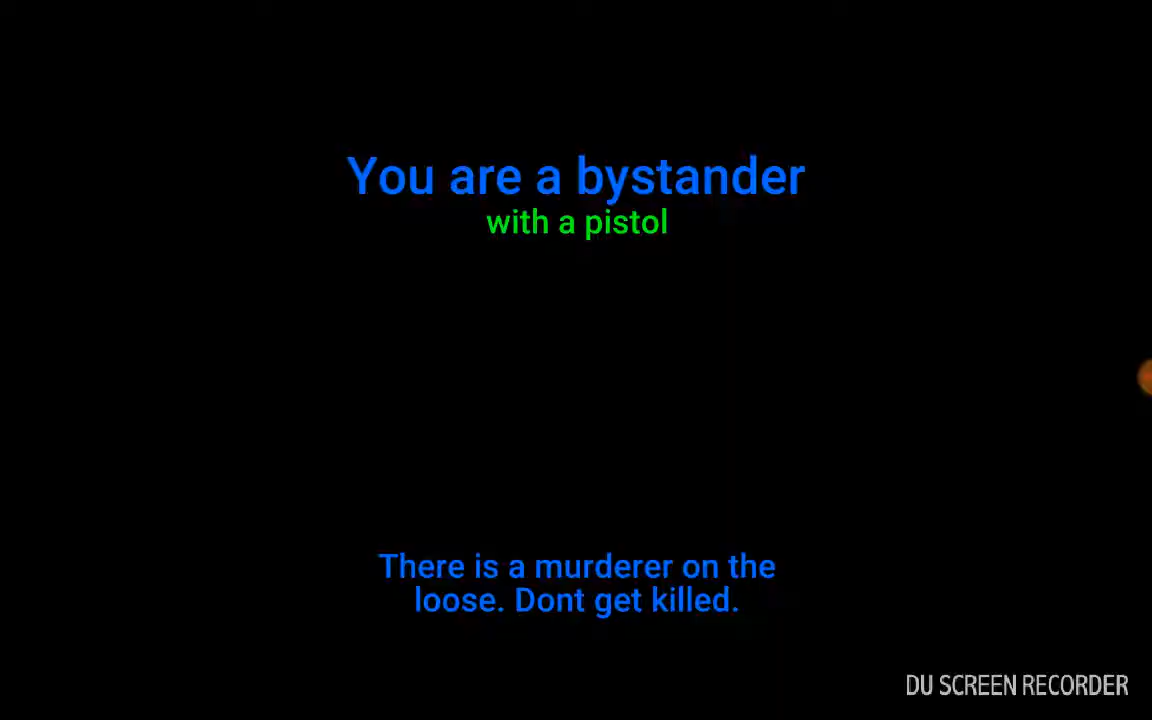 You are a bystander
with a pistol
There is a murderer on the
loose. Dont get killed.
DU SCREEN RECORDER